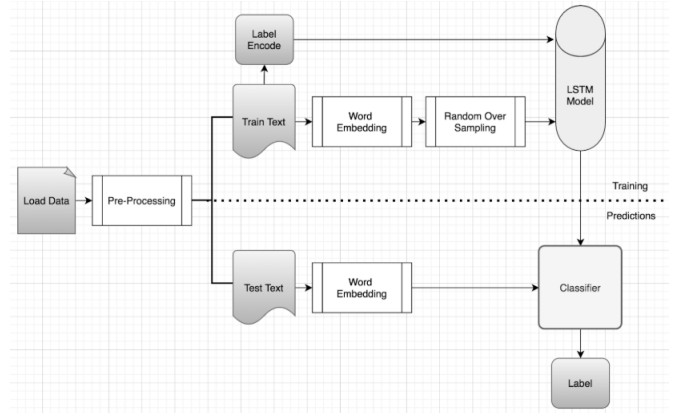 Label
Encode
LSTM
Model
Train Text
Word
Embedding
Random Over
Sampling
Load Data
Pre-Processing
Training
Predictions
Test Text
Word
Embedding
Classifier
Label